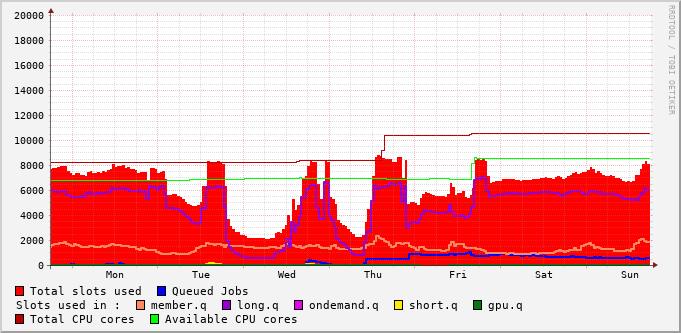 RRDTOOL / TOBI OETIKER
20000
18000
16000
14000
12000
10000
8000
6000
4000
2000
0
Mon Tue Wed Thu Fri Sat Sun
Total slots used Queued Jobs
Slots used in : member.q long.q ondemand.q short.q gpu.q
Total CPU cores Available CPU cores